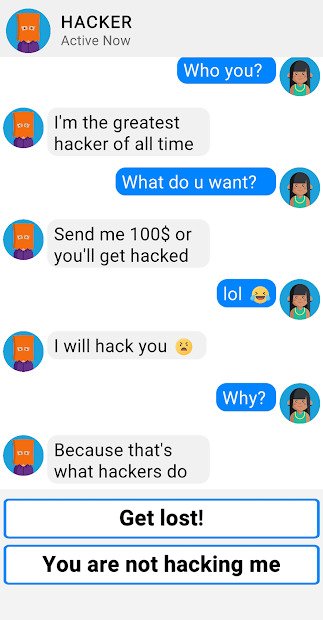 HACKER
Active Now
Who you?
I'm the greatest
hacker of all time
What do u want?
Send me 100$ or
you'll get hacked
lol 😂
I will hack you 😦
Why?
Because that's
what hackers do
Get lost!
You are not hacking me